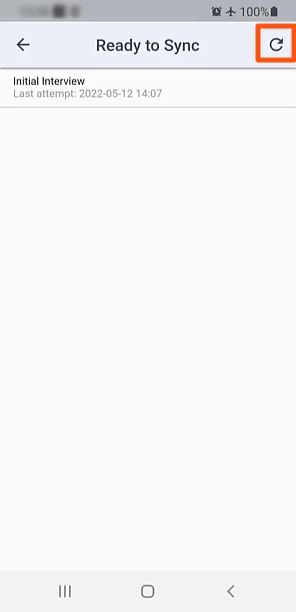 100%
Ready to Sync
Initial Interview
Last attempt: 2022-05-12 14:07